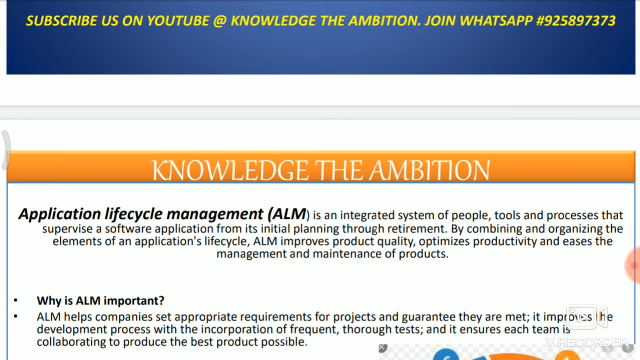 SUBSCRIBE US ON YOUTUBE @ KNOWLEDGE THE AMBITION. JOIN WHATSAPP #925897373
KNOWLEDGE THE AMBITION
Application lifecycle management (ALM) is an integrated system of people, tools and processes that
supervise a software application from its initial planning through retirement. By combining and organizing the
elements of an application's lifecycle, ALM improves product quality, optimizes productivity and eases the
management and maintenance of products.
• Why is ALM important?
• ALM helps companies set appropriate requirements for projects and guarantee they are met; it improves the
development process with the incorporation of frequent, thorough tests; and it ensures each team is
collaborating to produce the best product possible.
V.RECORDER